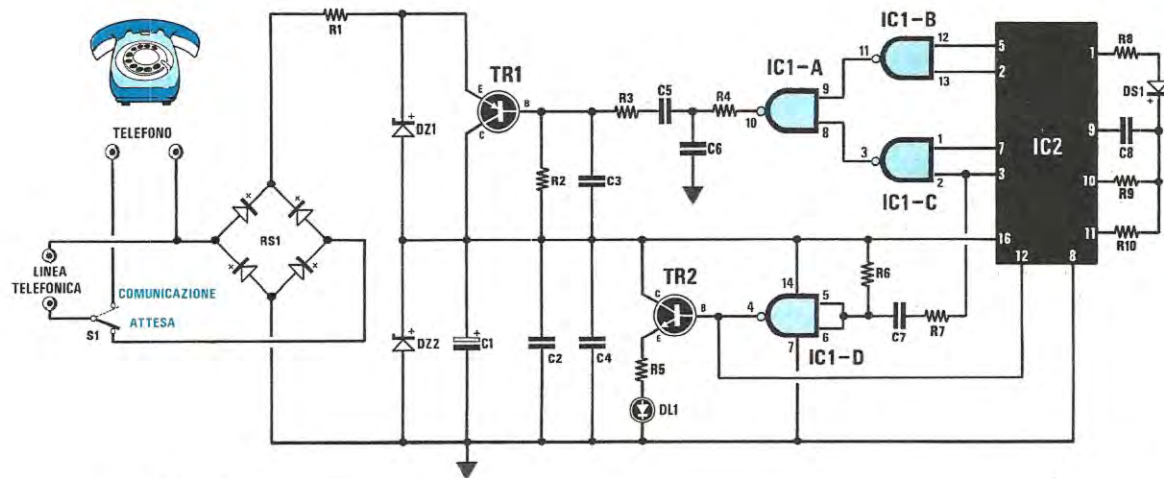 TELEFONO
LINEA
TELEFONICA
S1
COMUNICAZIONE
ATTESA
RS1
R1
DZ1
DZ2
TR1
E
B
C
C1
R2
C2
C3
C4
R3
C5
C6
R4
IC1-A
10
9
8
IC1-B
11
12
13
IC1-C
3
1
2
TR2
C
B
E
R5
DL1
IC1-D
4
14
5
6
7
R6
C7
R7
IC2
5
2
7
3
16
12
8
1
9
10
11
R8
DS1
C8
R9
R10
+
+
+
+
+
+
+
+